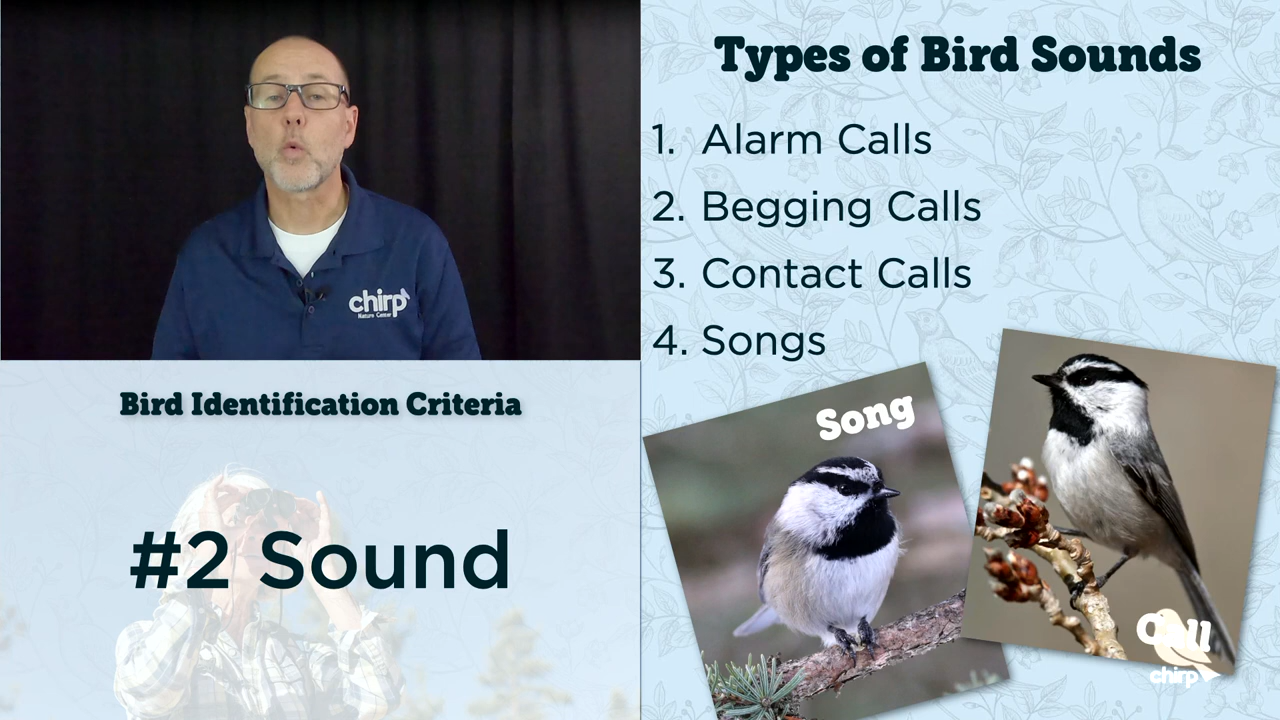 chirp
Nature Center
Bird Identification Criteria
#2 Sound
Types of Bird Sounds
1. Alarm Calls
2. Begging Calls
3. Contact Calls
4. Songs
Song
Call
chirp